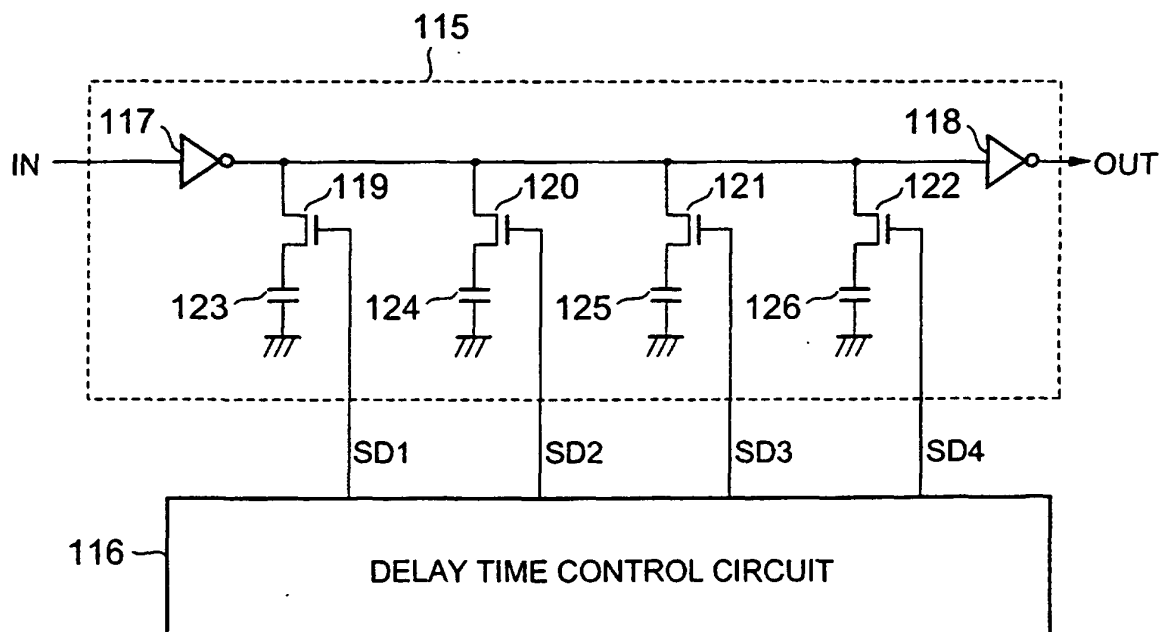 115
117
118
IN
OUT
119
120
121
122
123
124
125
126
SD1
SD2
SD3
SD4
116
DELAY TIME CONTROL CIRCUIT